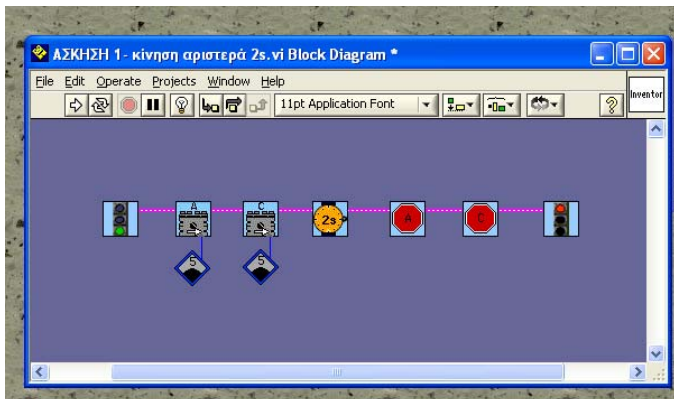 ΑΣΚΗΣΗ 1- κίνηση αριστερά 2s.vi Block Diagram *
File Edit Operate Projects Window Help
11pt Application Font
?
Inventor
A C
2s A C
5 5